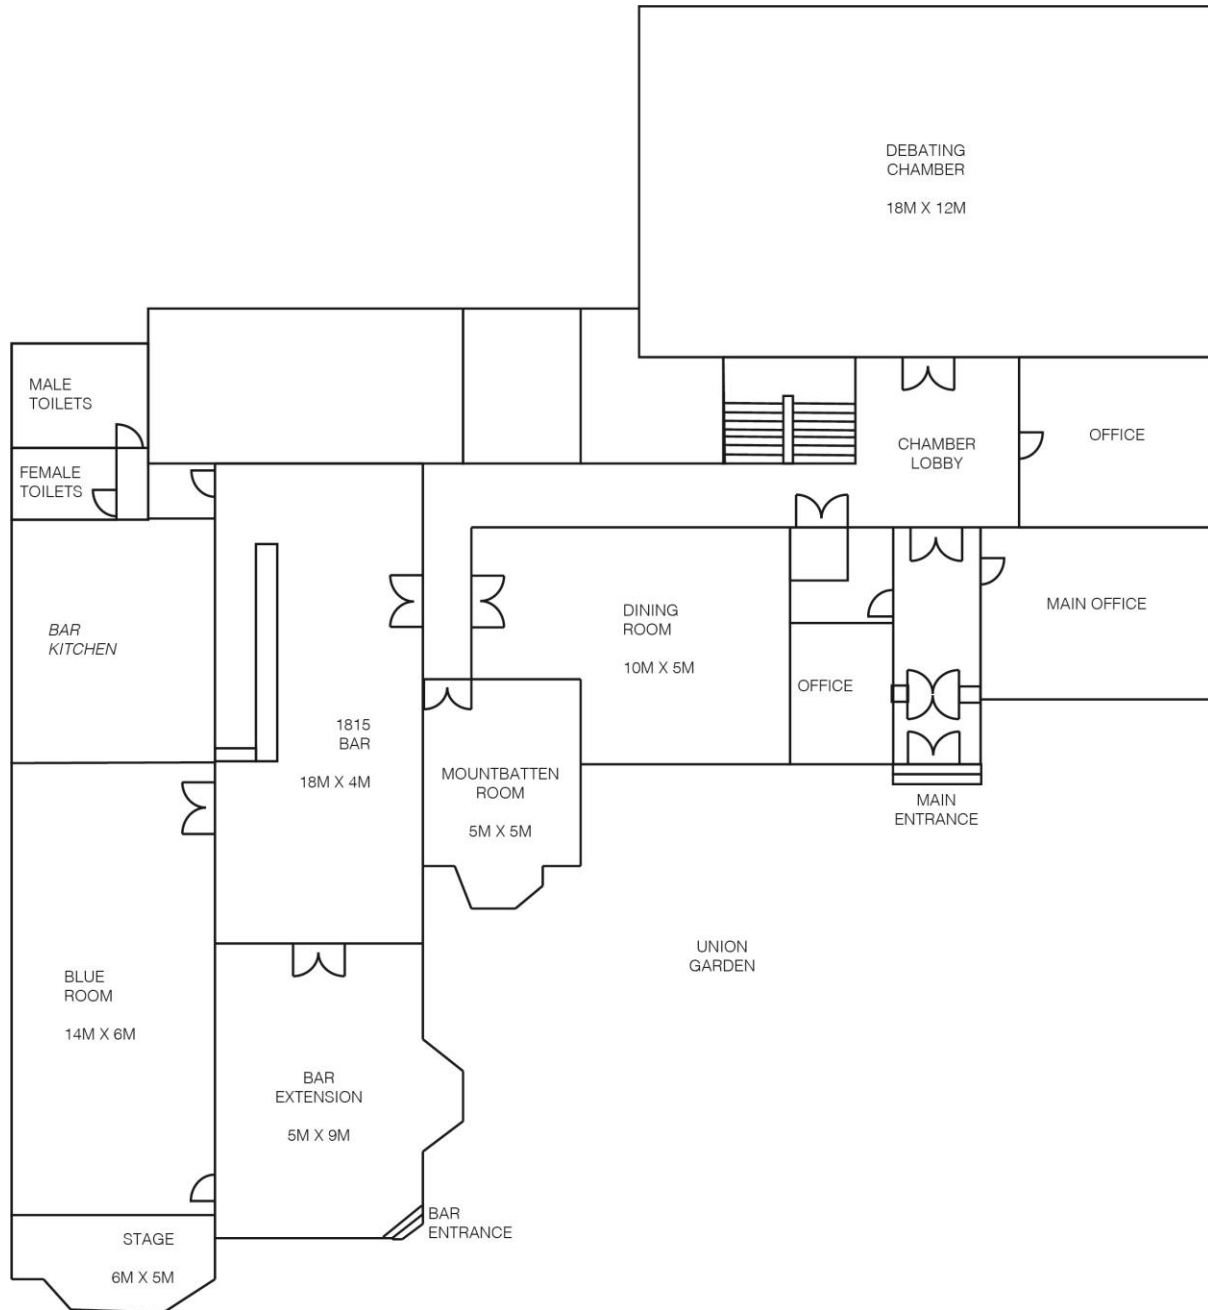 DEBATING
CHAMBER
18M X 12M
MALE
TOILETS
FEMALE
TOILETS
CHAMBER
LOBBY
OFFICE
BAR
KITCHEN
DINING
ROOM
10M X 5M
MAIN OFFICE
OFFICE
1815
BAR
18M X 4M
MOUNTBATTEN
ROOM
5M X 5M
MAIN
ENTRANCE
UNION
GARDEN
BLUE
ROOM
14M X 6M
BAR
EXTENSION
5M X 9M
BAR
ENTRANCE
STAGE
6M X 5M